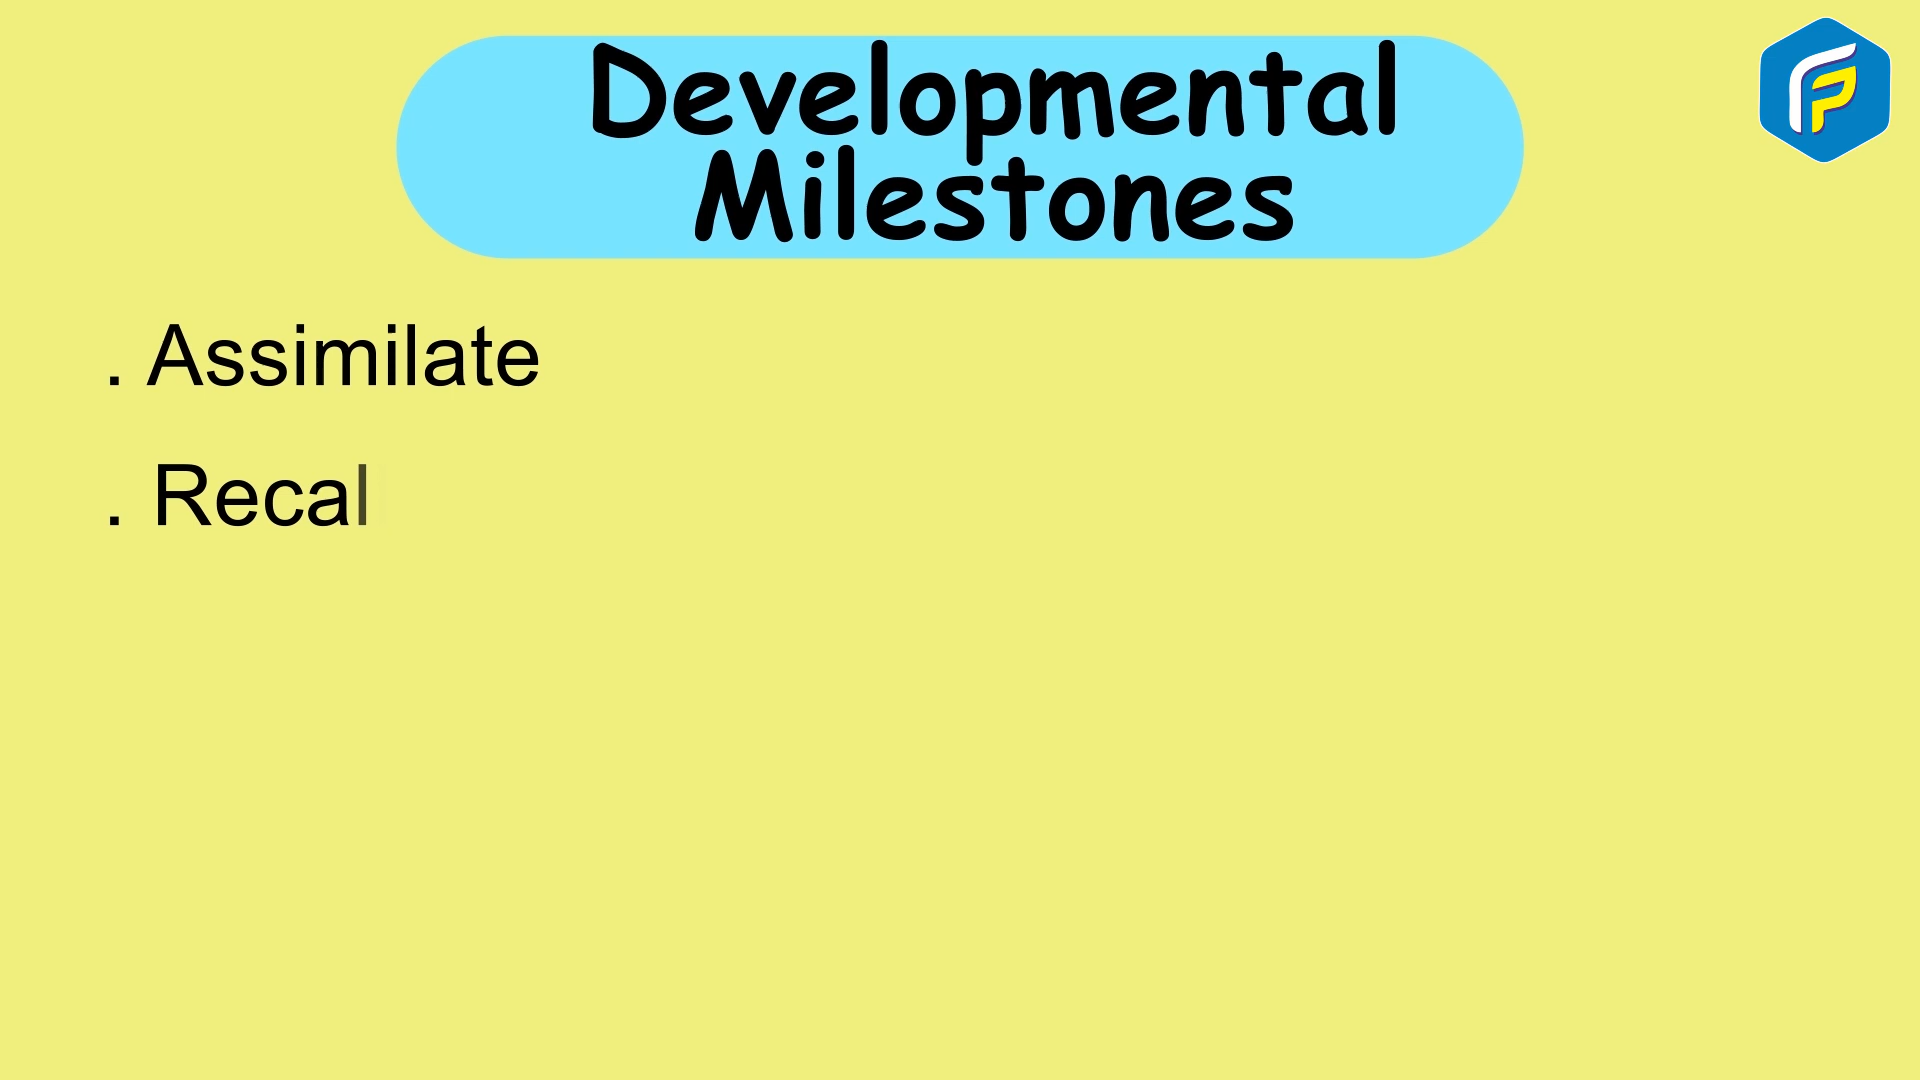 Developmental
Milestones
. Assimilate
. Recal